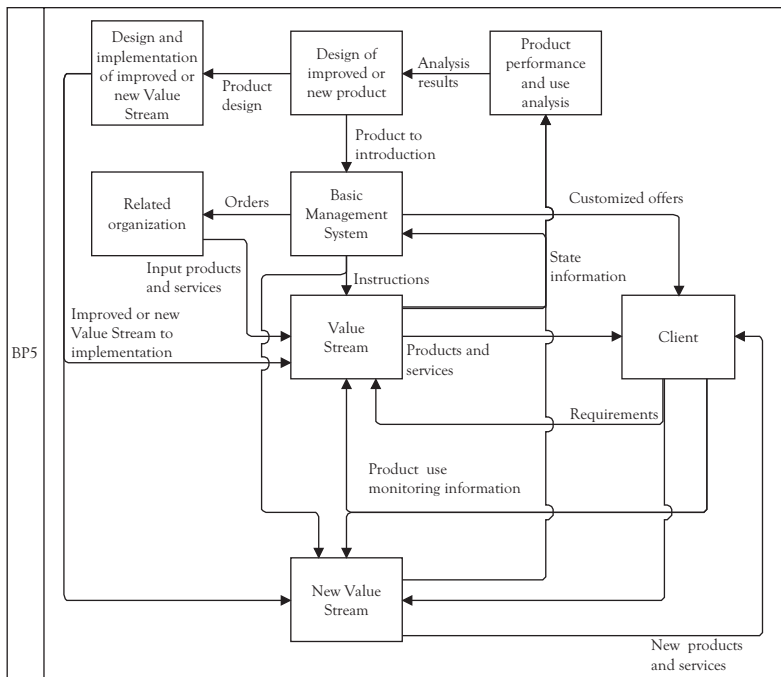 Design and
implementation
of improved or
new Value
Stream
Design of
improved or
new product
Product
performance
and use
analysis
Analysis
results
Product
design
Product to
introduction
Related
organization
Orders
Basic
Management
System
Customized offers
Input products
and services
Instructions
State
information
Improved or new
Value Stream to
implementation
Value
Stream
Client
Products and
services
BP5
Requirements
Product use
monitoring information
New Value
Stream
New products
and services